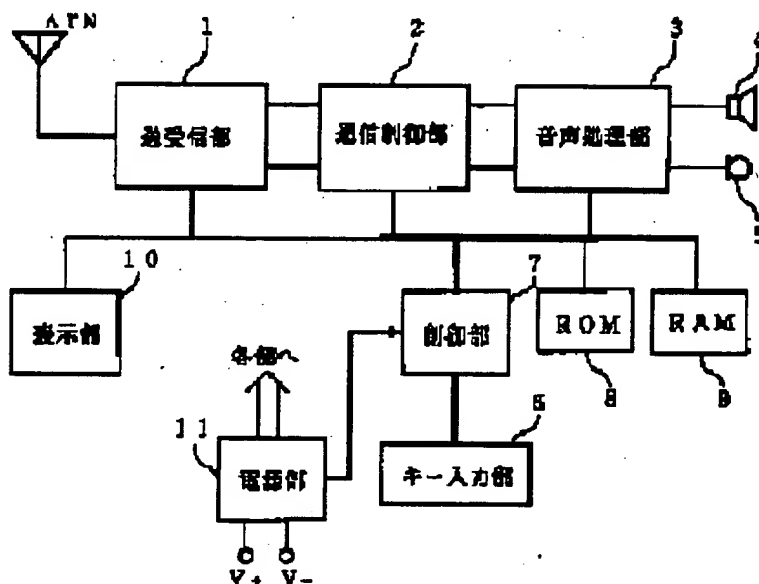 1
2
3
送受信部
通信制御部
音声処理部
10
7
表示部
制御部
ROM
RAM
各部へ
8
9
11
6
電源部
キー入力部
V+ V-